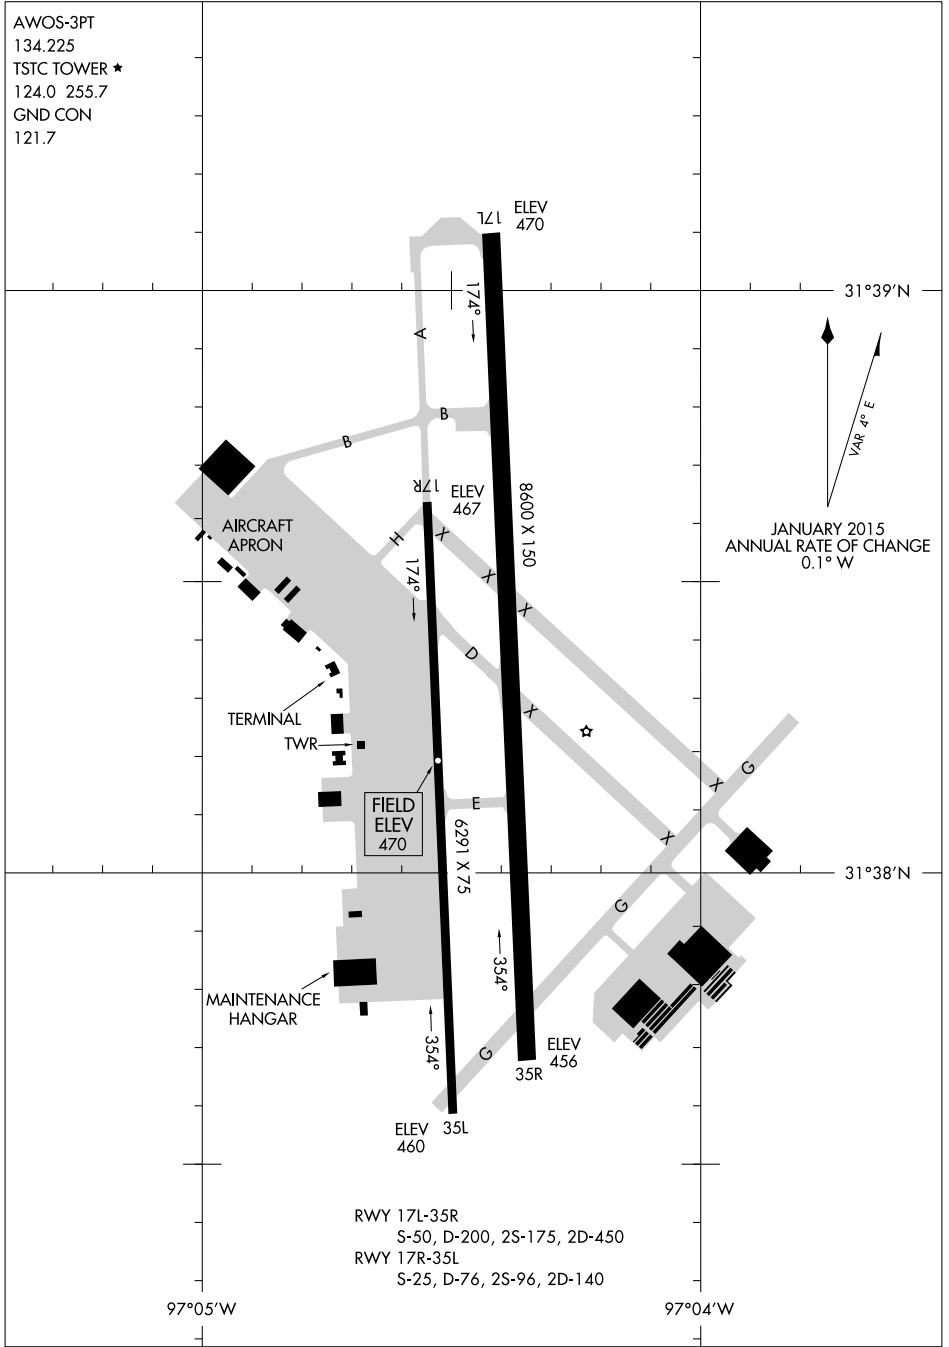 AWOS-3PT
134.225
TSTC TOWER ★
124.0 255.7
GND CON
121.7
17L
ELEV
470
31°39'N
174°
A
B
B
VAR 4° E
17R
ELEV
467
8600 X 150
JANUARY 2015
ANNUAL RATE OF CHANGE
0.1° W
AIRCRAFT
APRON
H
X
X
X
174°
D
TERMINAL
X
TWR
G
X
FIELD
ELEV
470
E
6291 X 75
X
31°38'N
G
354°
MAINTENANCE
HANGAR
354°
G
ELEV
456
35R
ELEV
460
35L
RWY 17L-35R
S-50, D-200, 2S-175, 2D-450
RWY 17R-35L
S-25, D-76, 2S-96, 2D-140
97°05'W
97°04'W